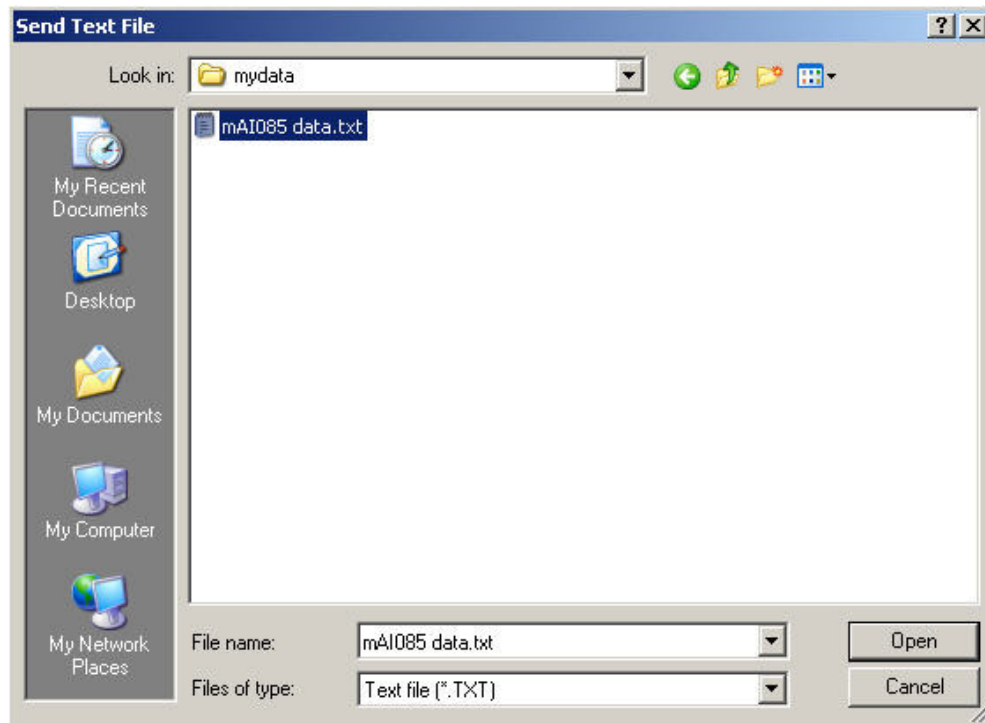 Send Text File
Look in: mydata
mAI085 data.txt
My Recent
Documents
Desktop
My Documents
My Computer
My Network
Places
File name: mAI085 data.txt Open
Files of type: Text file (*.TXT) Cancel